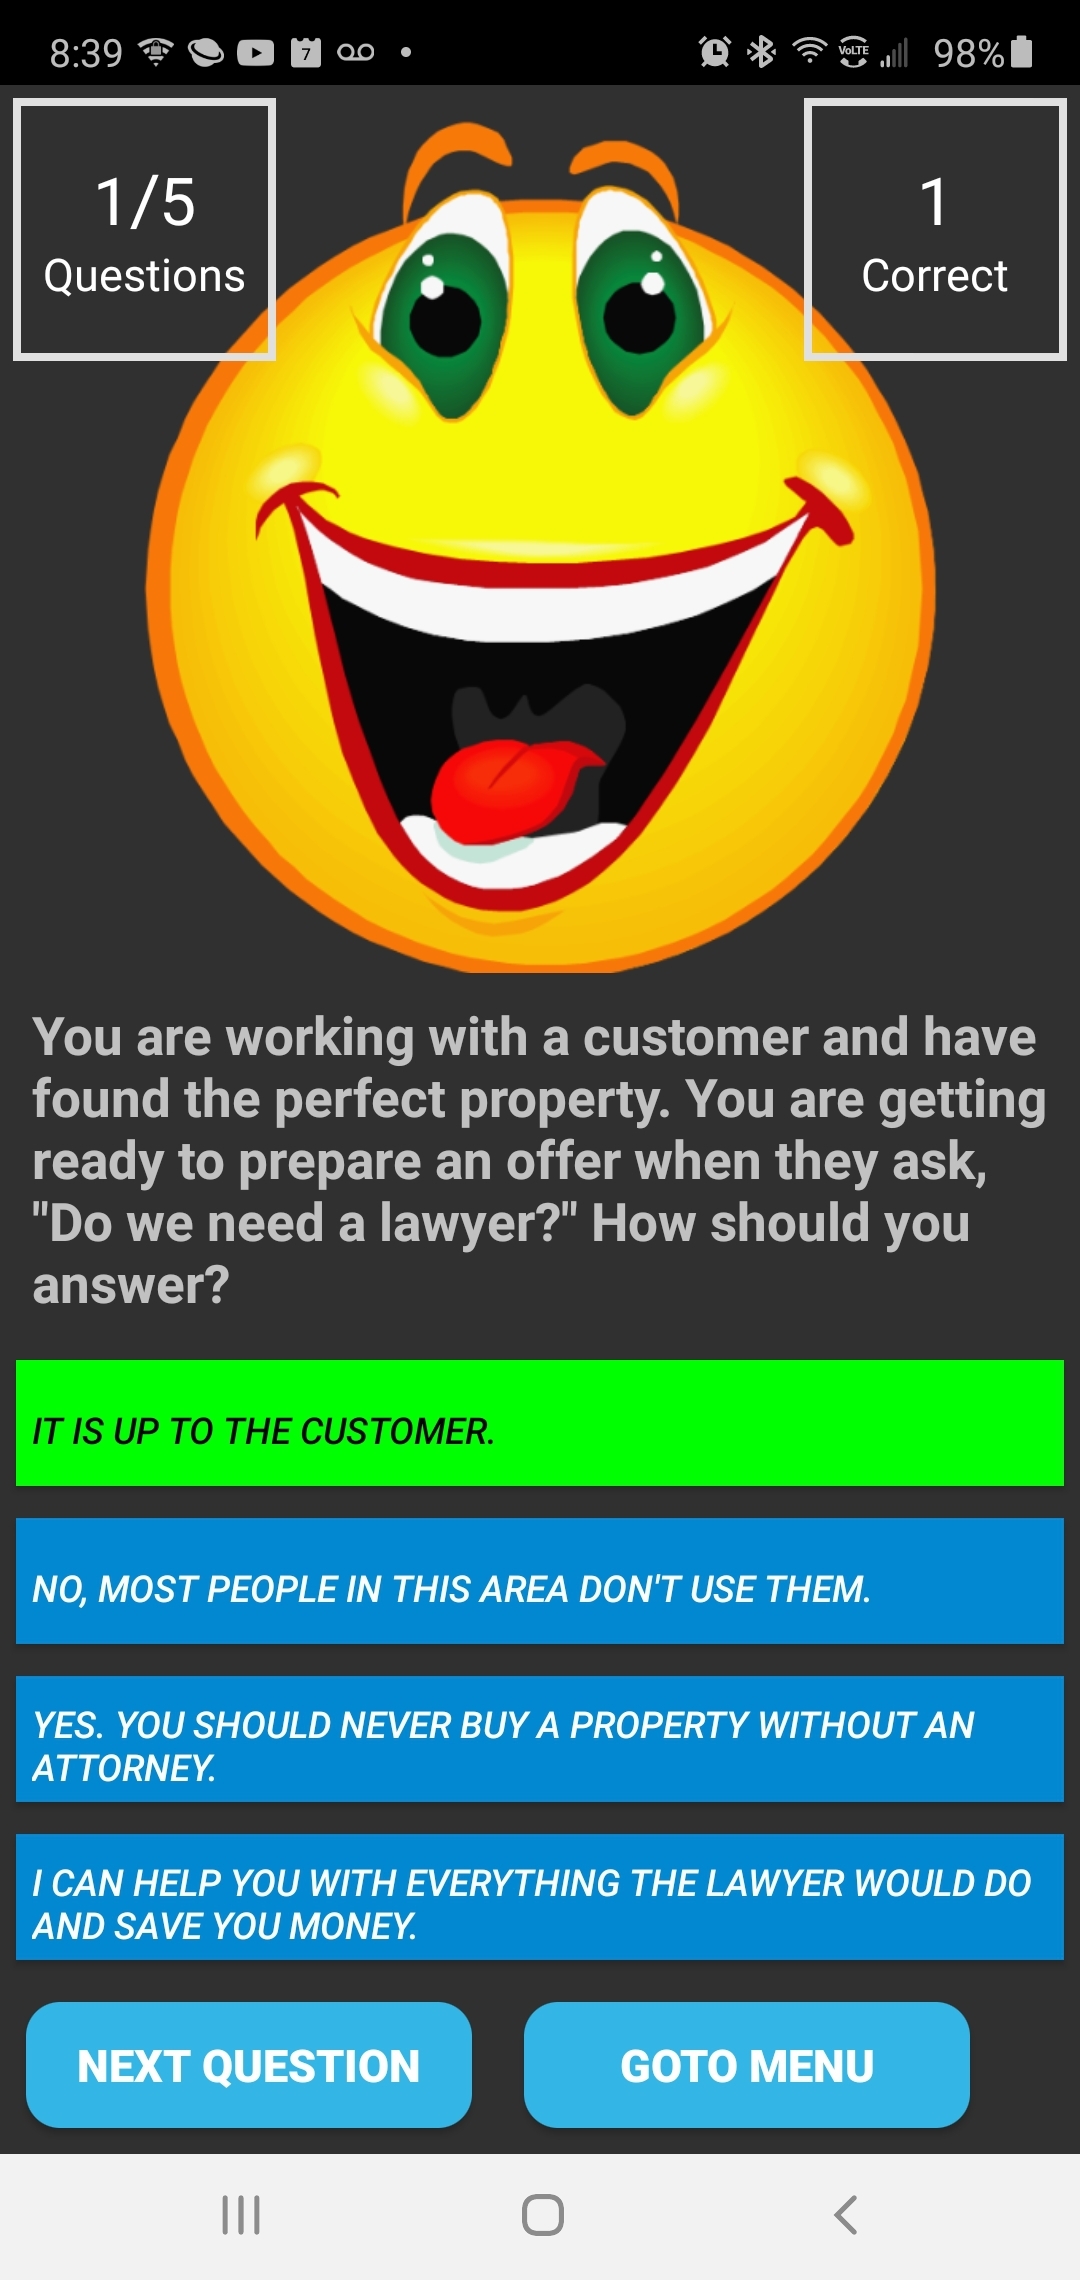 8:39 7 VoLTE 98%
1/5
Questions
1
Correct
You are working with a customer and have
found the perfect property. You are getting
ready to prepare an offer when they ask,
"Do we need a lawyer?" How should you
answer?
IT IS UP TO THE CUSTOMER.
NO, MOST PEOPLE IN THIS AREA DON'T USE THEM.
YES. YOU SHOULD NEVER BUY A PROPERTY WITHOUT AN
ATTORNEY.
I CAN HELP YOU WITH EVERYTHING THE LAWYER WOULD DO
AND SAVE YOU MONEY.
NEXT QUESTION
GOTO MENU